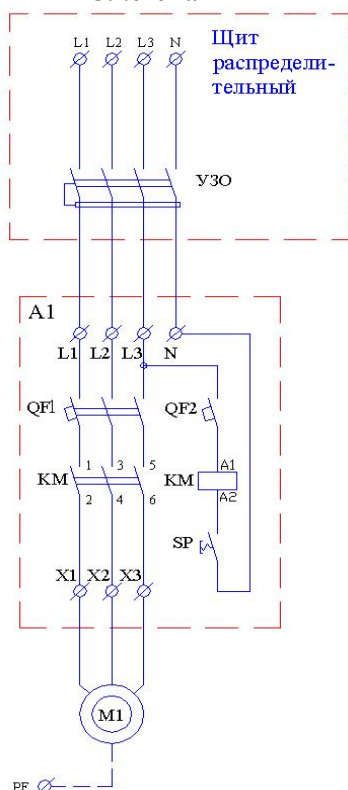 L1 L2 L3 N
Щит
распредели-
тельный
УЗО
A1
L1 L2 L3 N
QF1
QF2
KM
1 3 5
2 4 6
KM
A1
A2
SP
X1 X2 X3
M1
PE